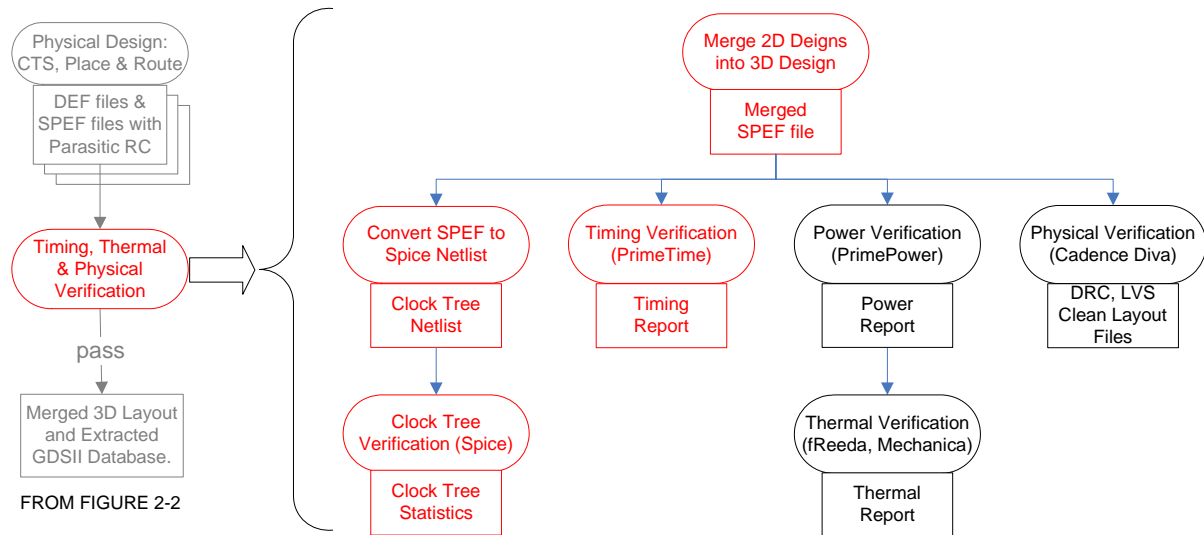 Physical Design:
CTS, Place & Route
DEF files &
SPEF files with
Parasitic RC
Timing, Thermal
& Physical
Verification
pass
Merged 3D Layout
and Extracted
GDSII Database.
FROM FIGURE 2-2
Merge 2D Deigns
into 3D Design
Merged
SPEF file
Convert SPEF to
Spice Netlist
Clock Tree
Netlist
Clock Tree
Verification (Spice)
Clock Tree
Statistics
Timing Verification
(PrimeTime)
Timing
Report
Power Verification
(PrimePower)
Power
Report
Thermal Verification
(fReeda, Mechanica)
Thermal
Report
Physical Verification
(Cadence Diva)
DRC, LVS
Clean Layout
Files